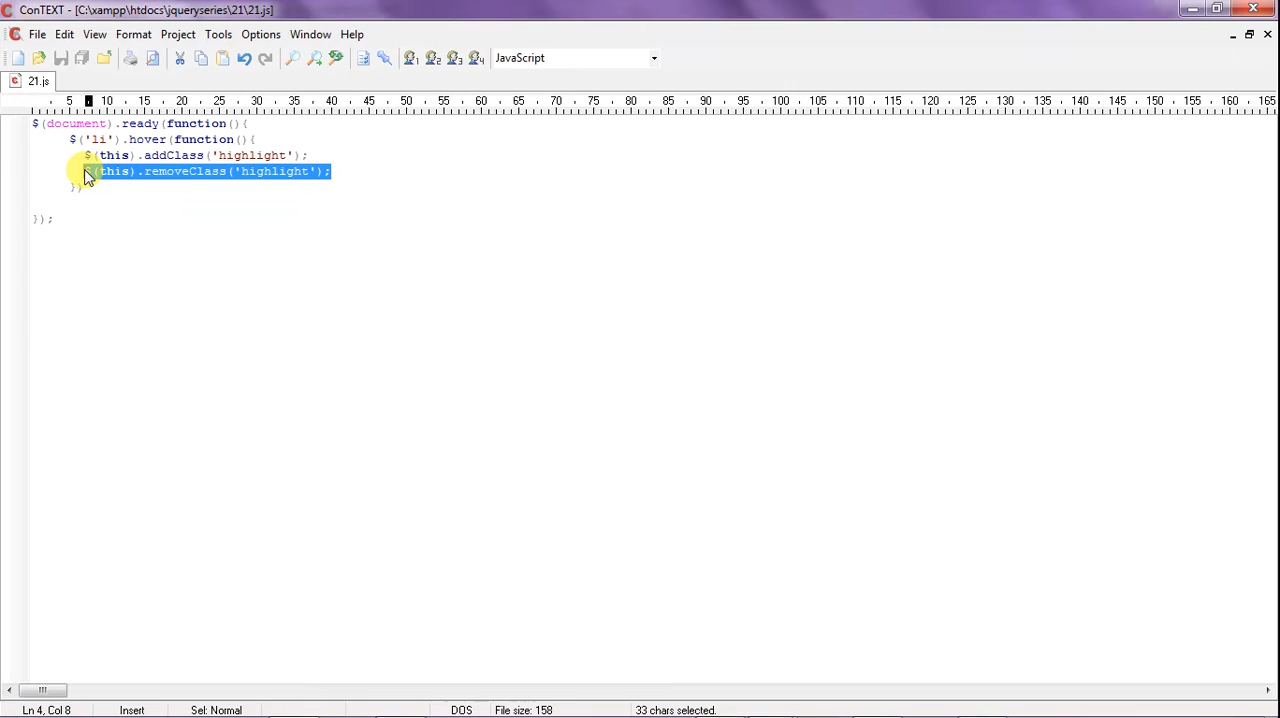 ConTEXT - [C:\xampp\htdocs\jqueryseries\21\21.js]
File Edit View Format Project Tools Options Window Help
JavaScript
21.js
5 10 15 20 25 30 35 40 45 50 55 60 65 70 75 80 85 90 95 100 105 110 115 120 125 130 135 140 145 150 155 160 165
$(document).ready(function(){
$('li').hover(function(){
$(this).addClass('highlight');
$(this).removeClass('highlight');
})
});
Ln 4, Col 8 Insert Sel: Normal DOS File size: 158 33 chars selected.